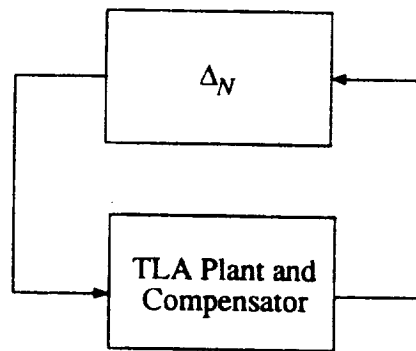 Δ_N
TLA Plant and
Compensator